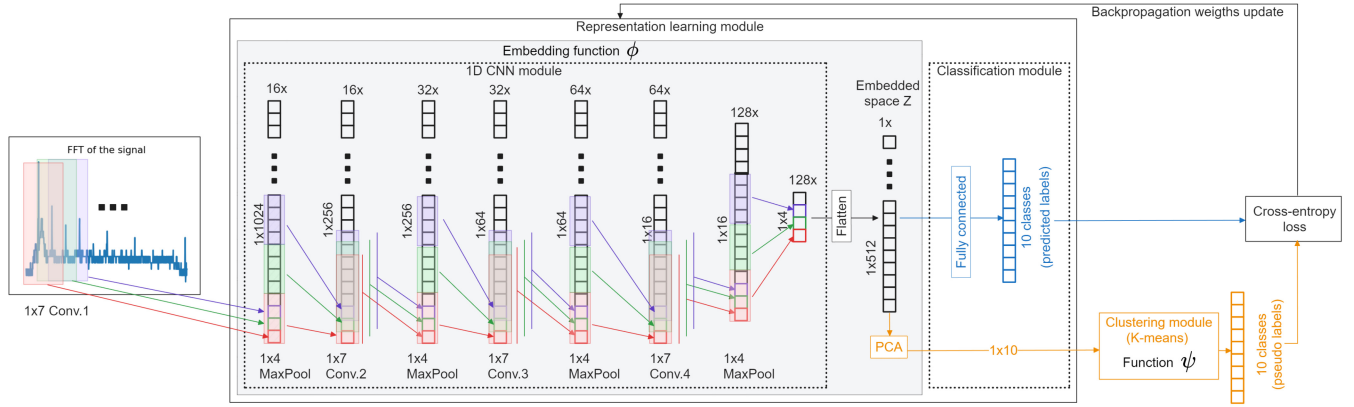 Backpropagation weigths update
Representation learning module
Embedding function ϕ
1D CNN module
Classification module
16x
16x
32x
32x
64x
64x
128x
128x
Embedded
space Z
1x
FFT of the signal
1x1024
1x256
1x256
1x64
1x64
1x16
1x16
1x4
Flatten
1x512
Fully connected
10 classes
(predicted labels)
Cross-entropy
loss
1x7 Conv.1
1x4
MaxPool
1x7
Conv.2
1x4
MaxPool
1x7
Conv.3
1x4
MaxPool
1x7
Conv.4
1x4
MaxPool
PCA
1x10
Clustering module
(K-means)
Function ψ
10 classes
(pseudo labels)